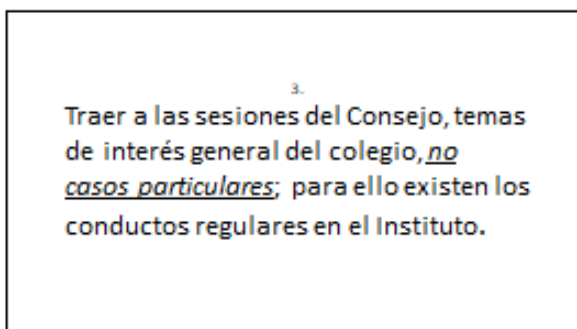 3.
Traer a las sesiones del Consejo, temas
de interés general del colegio, no
casos particulares; para ello existen los
conductos regulares en el Instituto.